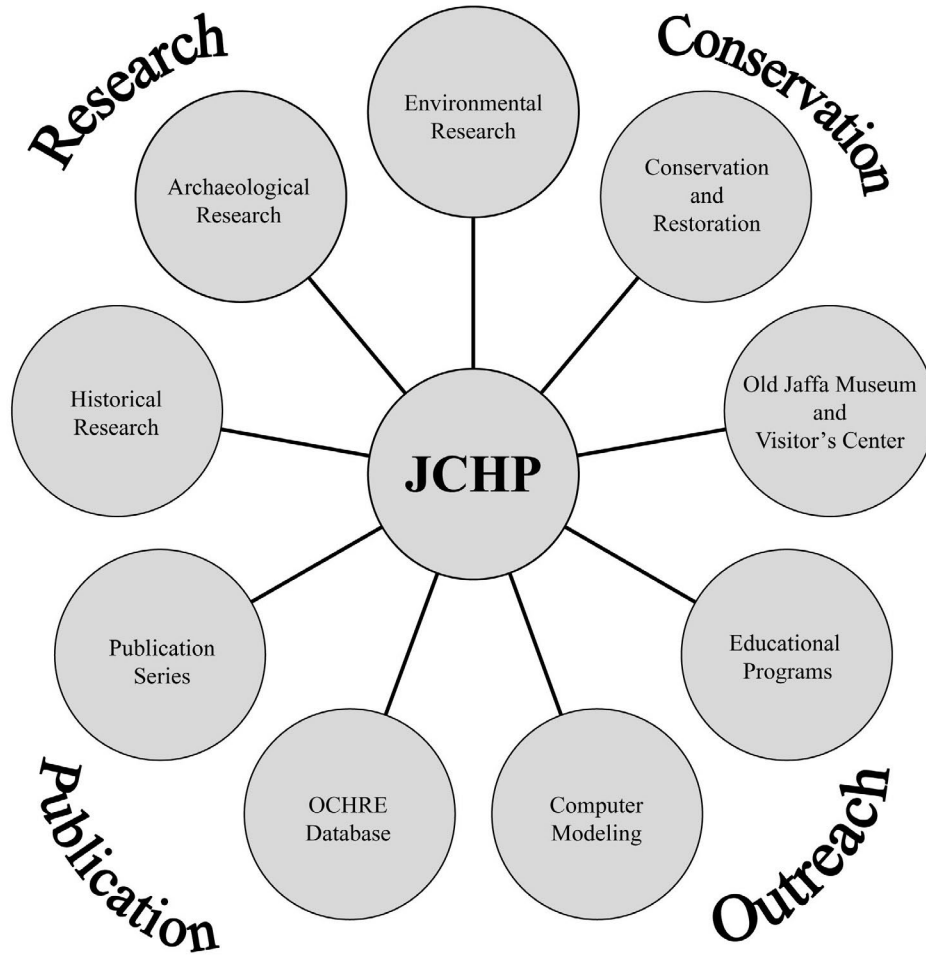 Research
Conservation
Environmental
Research
Archaeological
Research
Conservation
and
Restoration
Historical
Research
Old Jaffa Museum
and
Visitor's Center
JCHP
Publication
Series
Educational
Programs
OCHRE
Database
Computer
Modeling
Publication
Outreach